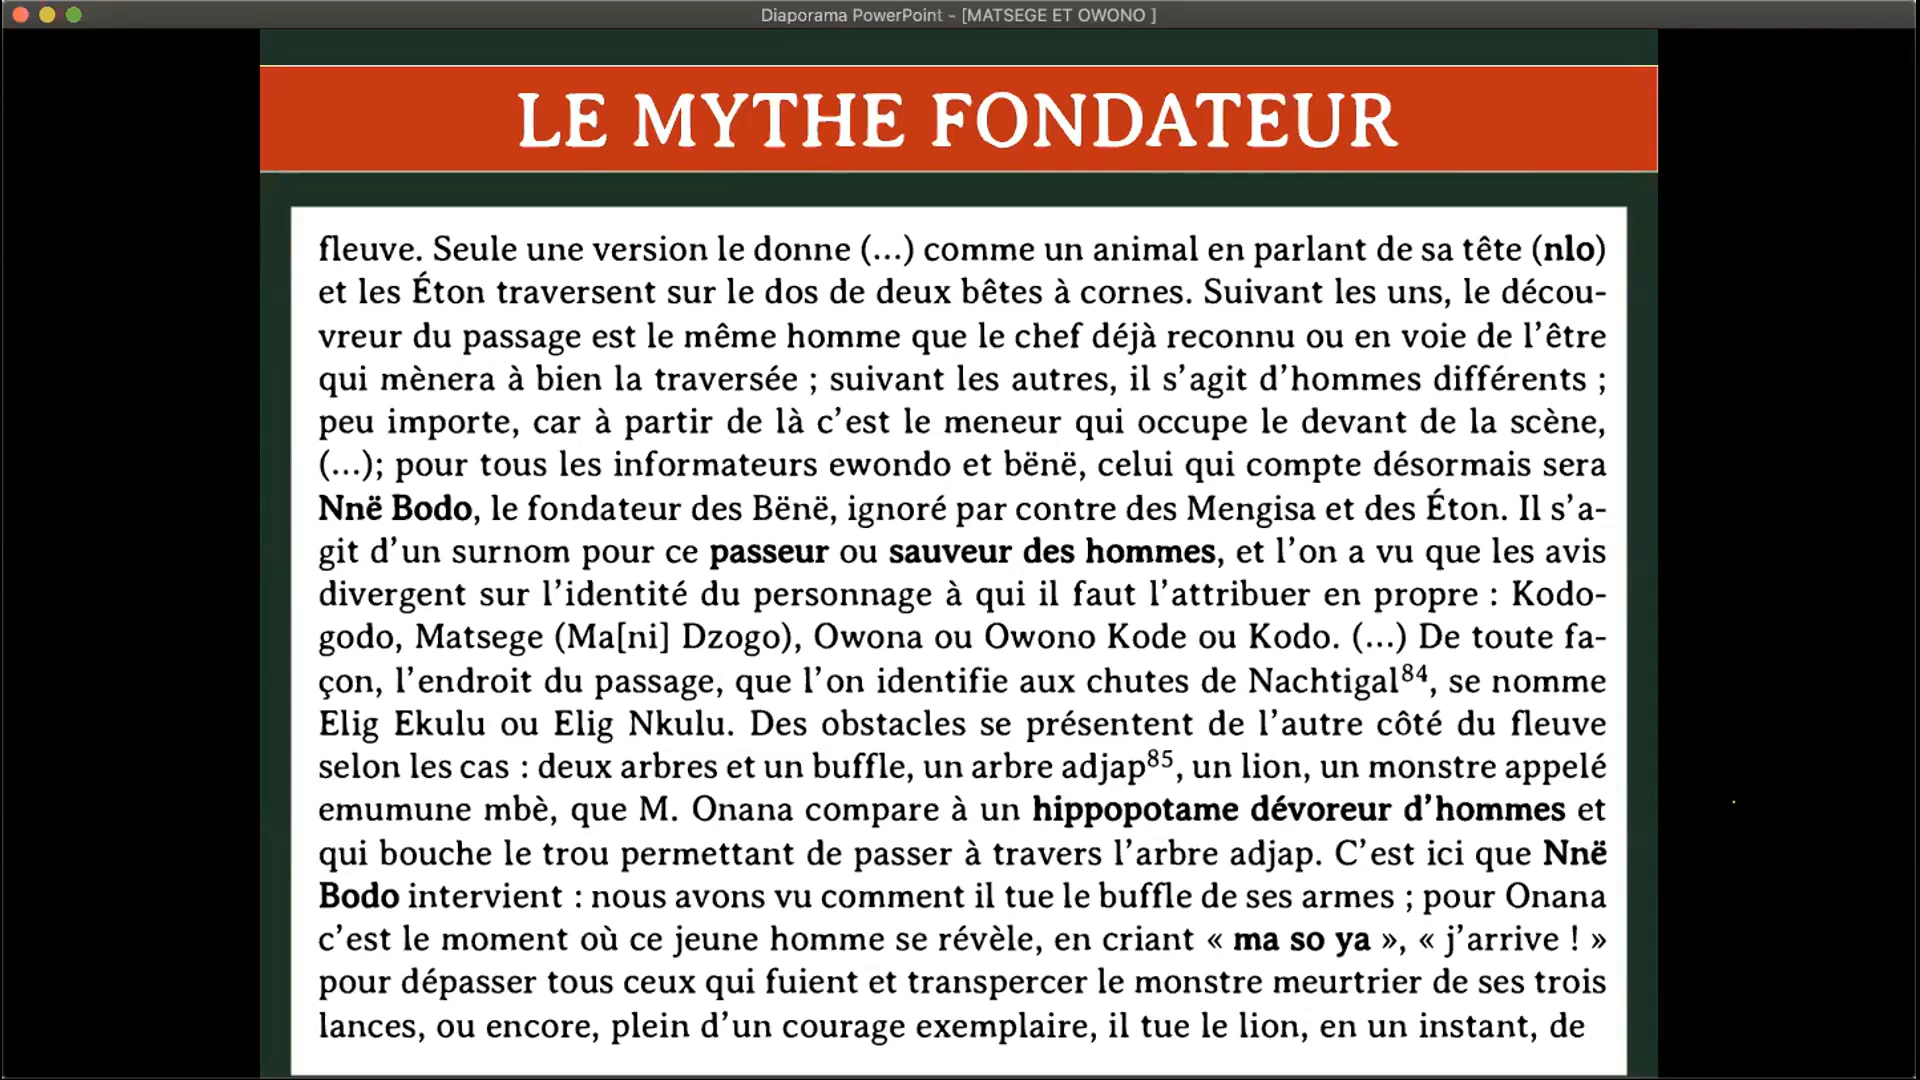 Diaporama PowerPoint - [MATSEGE ET OWONO ]
LE MYTHE FONDATEUR
fleuve. Seule une version le donne (...) comme un animal en parlant de sa tête (nlo)
et les Éton traversent sur le dos de deux bêtes à cornes. Suivant les uns, le décou-
vreur du passage est le même homme que le chef déjà reconnu ou en voie de l’être
qui mènera à bien la traversée ; suivant les autres, il s’agit d’hommes différents ;
peu importe, car à partir de là c’est le meneur qui occupe le devant de la scène,
(...); pour tous les informateurs ewondo et bënë, celui qui compte désormais sera
Nnë Bodo, le fondateur des Bënë, ignoré par contre des Mengisa et des Éton. Il s’a-
git d’un surnom pour ce passeur ou sauveur des hommes, et l’on a vu que les avis
divergent sur l’identité du personnage à qui il faut l’attribuer en propre : Kodo-
godo, Matsege (Ma[ni] Dzogo), Owona ou Owono Kode ou Kodo. (...) De toute fa-
çon, l’endroit du passage, que l’on identifie aux chutes de Nachtigal84, se nomme
Elig Ekulu ou Elig Nkulu. Des obstacles se présentent de l’autre côté du fleuve
selon les cas : deux arbres et un buffle, un arbre adjap85, un lion, un monstre appelé
emumune mbè, que M. Onana compare à un hippopotame dévoreur d’hommes et
qui bouche le trou permettant de passer à travers l’arbre adjap. C’est ici que Nnë
Bodo intervient : nous avons vu comment il tue le buffle de ses armes ; pour Onana
c’est le moment où ce jeune homme se révèle, en criant « ma so ya », « j’arrive ! »
pour dépasser tous ceux qui fuient et transpercer le monstre meurtrier de ses trois
lances, ou encore, plein d’un courage exemplaire, il tue le lion, en un instant, de